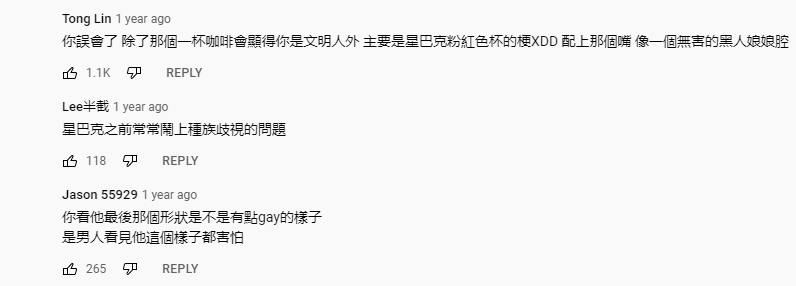 Tong Lin 1 year ago
你誤會了 除了那個一杯咖啡會顯得你是文明人外 主要是星巴克粉紅色杯的梗XDD 配上那個嘴 像一個無害的黑人娘娘腔
1.1K REPLY
Lee半截 1 year ago
星巴克之前常常鬧上種族歧視的問題
118 REPLY
Jason 55929 1 year ago
你看他最後那個形狀是不是有點gay的樣子
是男人看見他這個樣子都害怕
265 REPLY